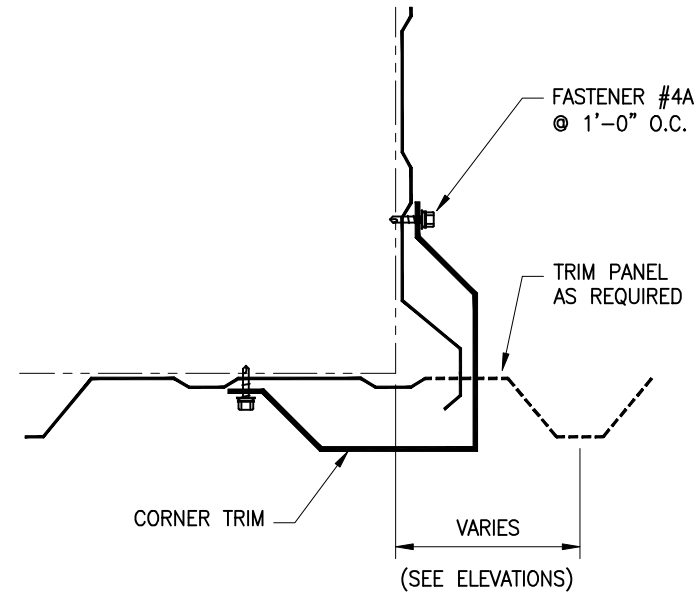 FASTENER #4A
@ 1'-0" O.C.
TRIM PANEL
AS REQUIRED
CORNER TRIM
VARIES
(SEE ELEVATIONS)